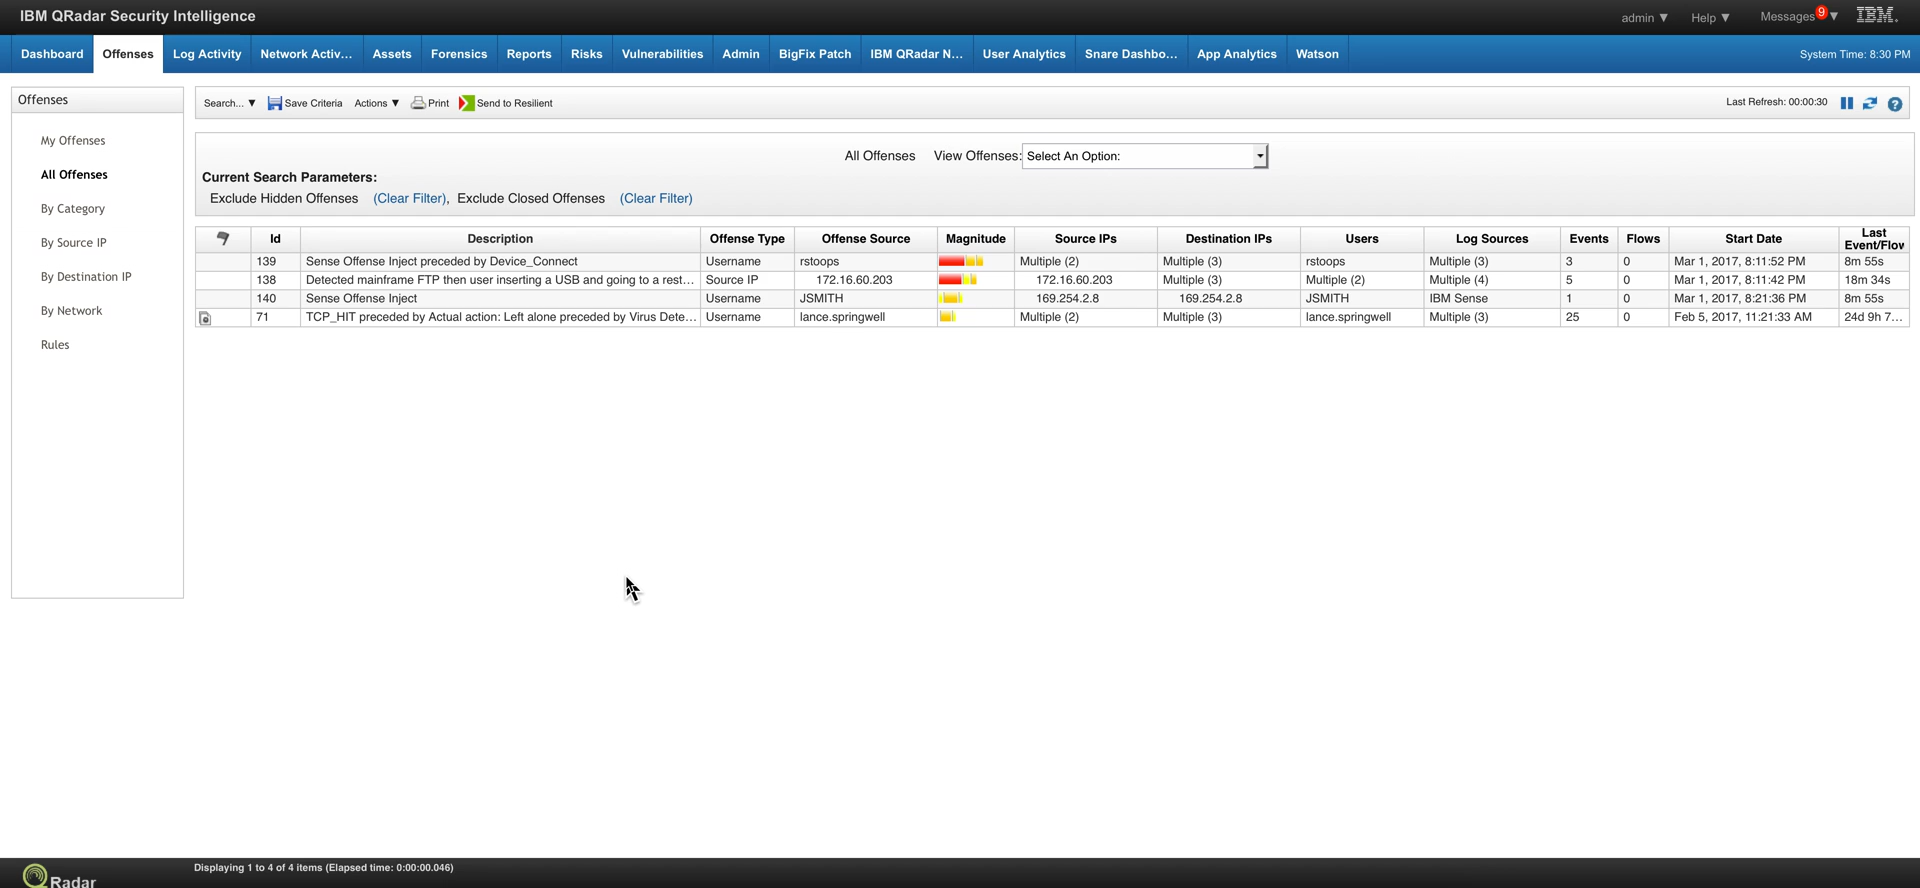 IBM QRadar Security Intelligence
admin ▼ Help ▼ Messages 9 ▼ IBM.
Dashboard Offenses Log Activity Network Activ... Assets Forensics Reports Risks Vulnerabilities Admin BigFix Patch IBM QRadar N... User Analytics Snare Dashbo... App Analytics Watson System Time: 8:30 PM
Offenses
My Offenses
All Offenses
By Category
By Source IP
By Destination IP
By Network
Rules
Search... ▼ Save Criteria Actions ▼ Print Send to Resilient Last Refresh: 00:00:30 ?
All Offenses View Offenses: Select An Option:
Current Search Parameters:
Exclude Hidden Offenses (Clear Filter), Exclude Closed Offenses (Clear Filter)
Id Description Offense Type Offense Source Magnitude Source IPs Destination IPs Users Log Sources Events Flows Start Date Last Event/Flow
139 Sense Offense Inject preceded by Device_Connect Username rstoops Multiple (2) Multiple (3) rstoops Multiple (3) 3 0 Mar 1, 2017, 8:11:52 PM 8m 55s
138 Detected mainframe FTP then user inserting a USB and going to a rest... Source IP 172.16.60.203 172.16.60.203 Multiple (3) Multiple (2) Multiple (4) 5 0 Mar 1, 2017, 8:11:42 PM 18m 34s
140 Sense Offense Inject Username JSMITH 169.254.2.8 169.254.2.8 JSMITH IBM Sense 1 0 Mar 1, 2017, 8:21:36 PM 8m 55s
71 TCP_HIT preceded by Actual action: Left alone preceded by Virus Dete... Username lance.springwell Multiple (2) Multiple (3) lance.springwell Multiple (3) 25 0 Feb 5, 2017, 11:21:33 AM 24d 9h 7...
Displaying 1 to 4 of 4 items (Elapsed time: 0:00:00.046)
QRadar